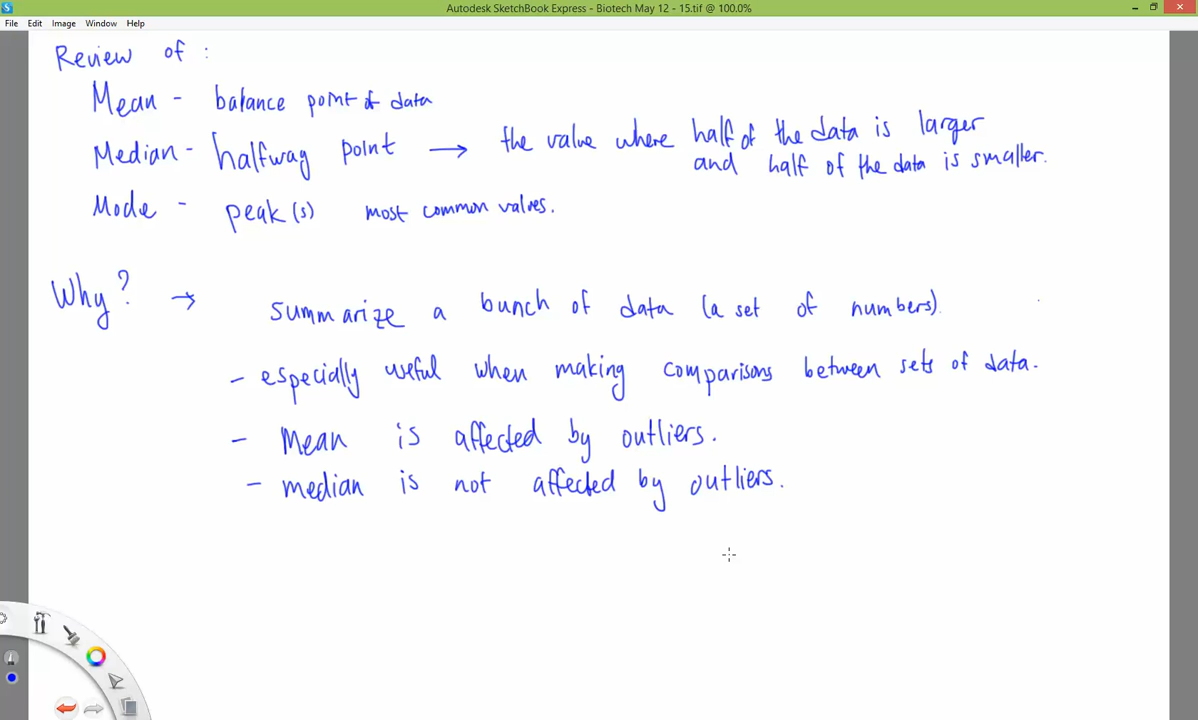 Autodesk SketchBook Express - Biotech May 12 - 15.tif @ 100.0%
File Edit Image Window Help
Review of :
Mean - balance point of data
Median - halfway point → the value where half of the data is larger
and half of the data is smaller.
Mode - peak(s) most common values.
Why? → summarize a bunch of data (a set of numbers).
- especially useful when making comparisons between sets of data.
- Mean is affected by outliers.
- median is not affected by outliers.